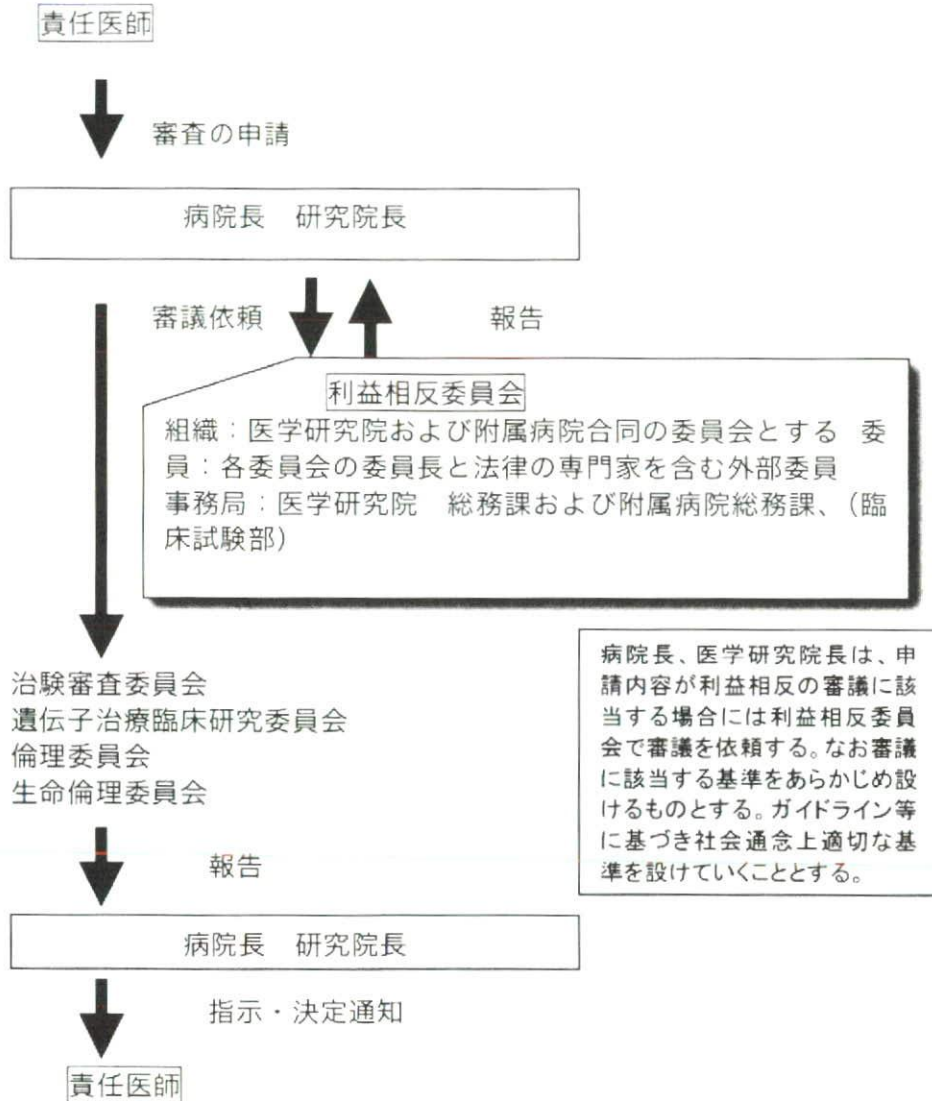 責任医師
審査の申請
病院長　研究院長
審議依頼
報告
利益相反委員会
組織：医学研究院および附属病院合同の委員会とする　委
員：各委員会の委員長と法律の専門家を含む外部委員
事務局：医学研究院　総務課および附属病院総務課、（臨
床試験部）
治験審査委員会
遺伝子治療臨床研究委員会
倫理委員会
生命倫理委員会
病院長、医学研究院長は、申
請内容が利益相反の審議に該
当する場合には利益相反委員
会で審議を依頼する。なお審議
に該当する基準をあらかじめ設
けるものとする。ガイドライン等
に基づき社会通念上適切な基
準を設けていくこととする。
報告
病院長　研究院長
指示・決定通知
責任医師